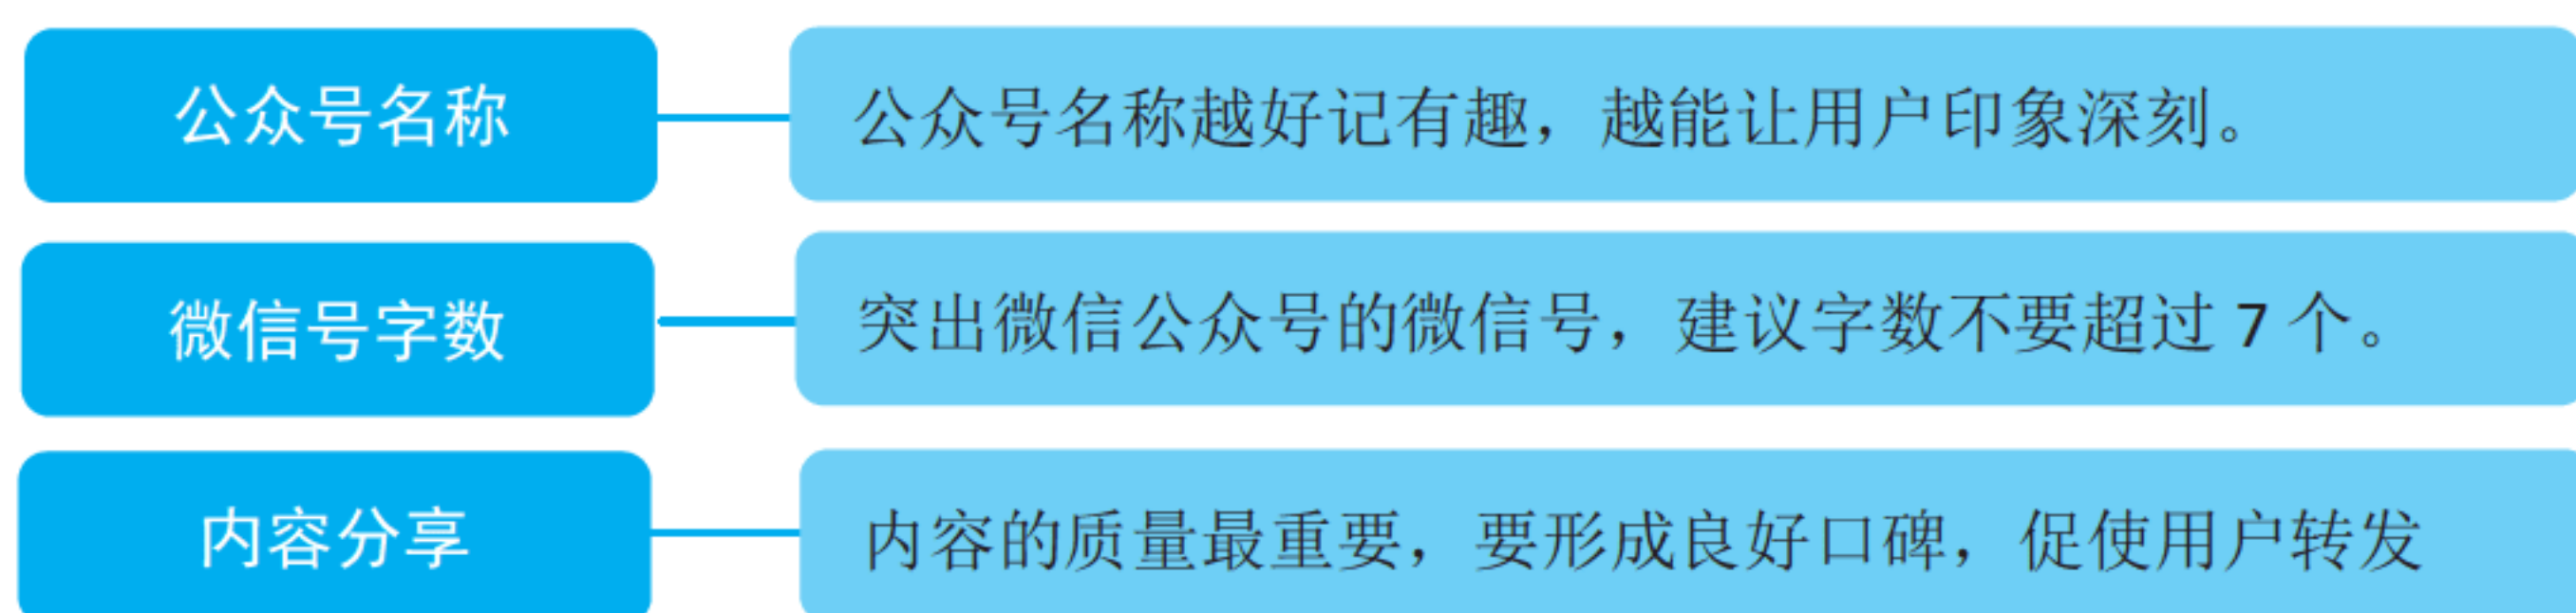 公众号名称
公众号名称越好记有趣，越能让用户印象深刻。
微信号字数
突出微信公众号的微信号，建议字数不要超过 7 个。
内容分享
内容的质量最重要，要形成良好口碑，促使用户转发